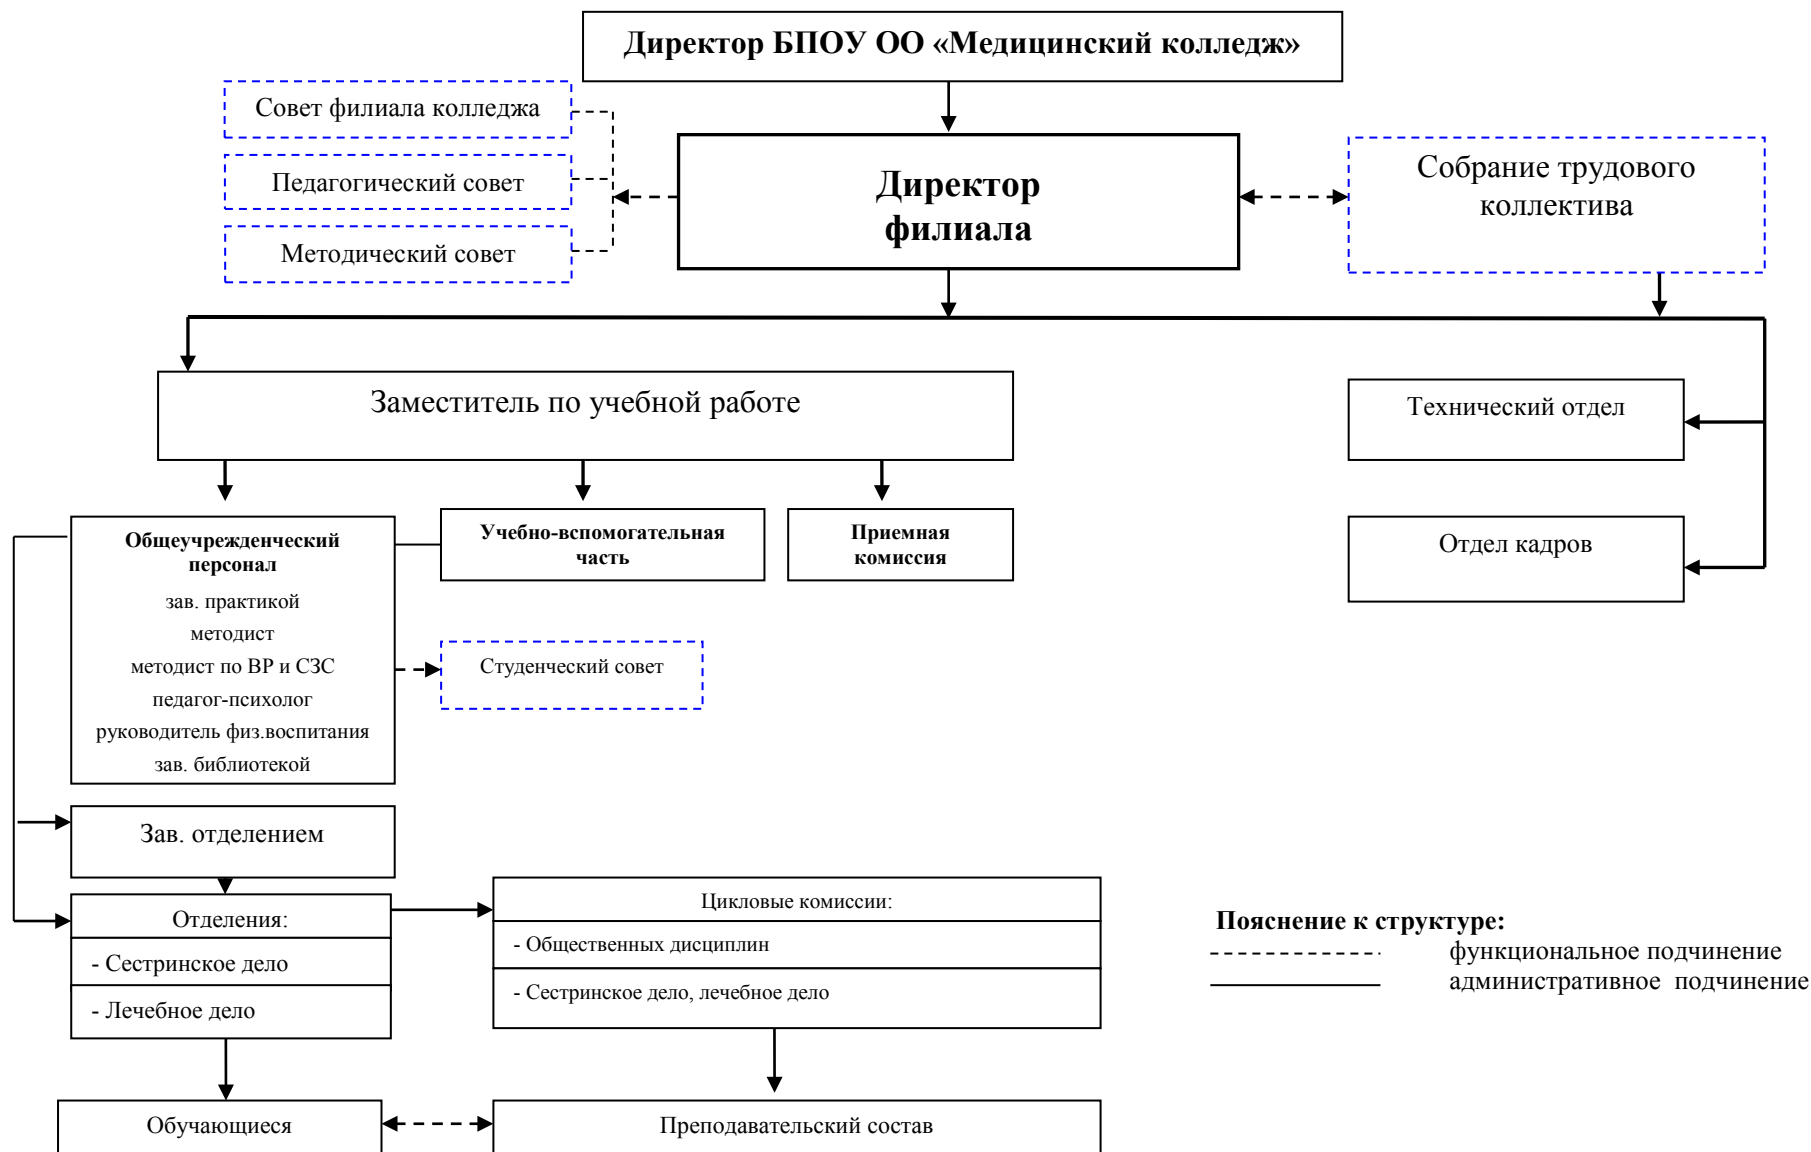 Директор БПОУ ОО «Медицинский колледж»
Совет филиала колледжа
Педагогический совет
Методический совет
Директор
филиала
Собрание трудового
коллектива
Заместитель по учебной работе
Технический отдел
Отдел кадров
Общеучрежденческий
персонал
зав. практикой
методист
методист по ВР и СЗС
педагог-психолог
руководитель физ.воспитания
зав. библиотекой
Учебно-вспомогательная
часть
Приемная
комиссия
Студенческий совет
Зав. отделением
Отделения:
- Сестринское дело
- Лечебное дело
Цикловые комиссии:
- Общественных дисциплин
- Сестринское дело, лечебное дело
Пояснение к структуре:
функциональное подчинение
административное подчинение
Обучающиеся
Преподавательский состав